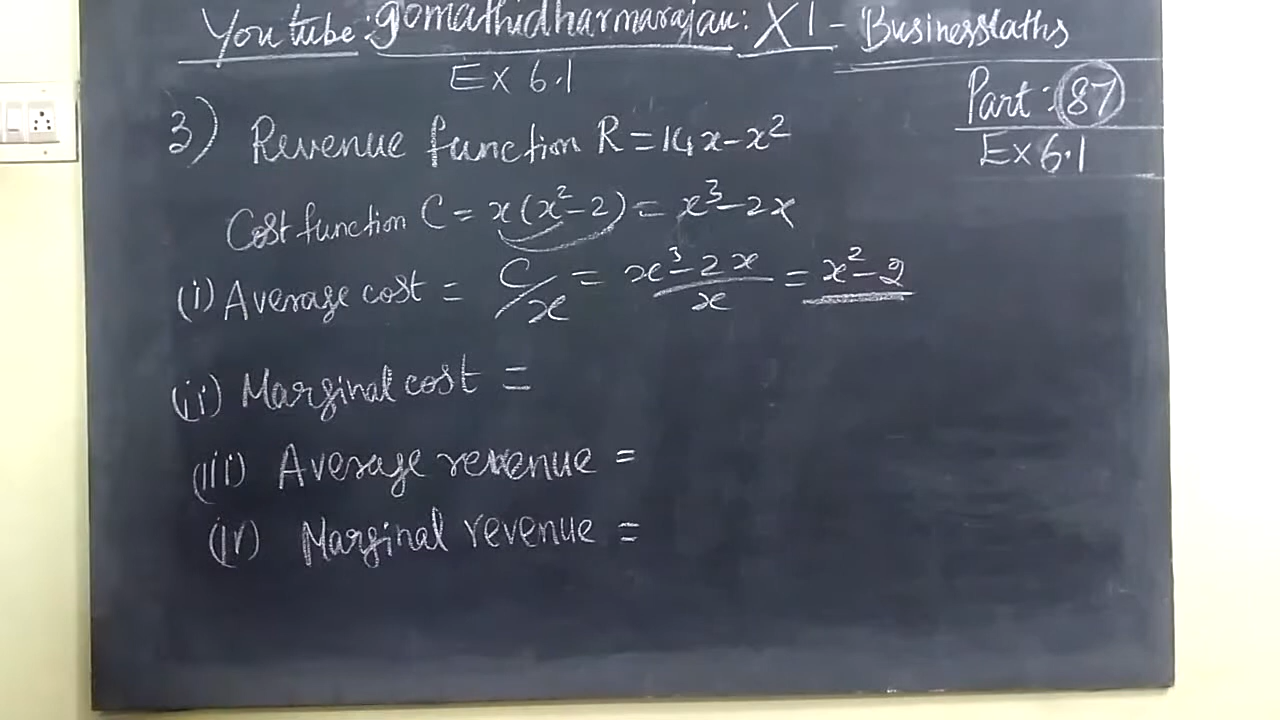 Youtube: gomathidharmarajan: XI - Businessmaths
Ex 6.1
Part: 87
Ex 6.1
3) Revenue function R = 14x - x²
Cost function C = x(x² - 2) = x³ - 2x
(i) Average cost = C/x = x³ - 2x / x = x² - 2
(ii) Marginal cost =
(iii) Average revenue =
(iv) Marginal revenue =